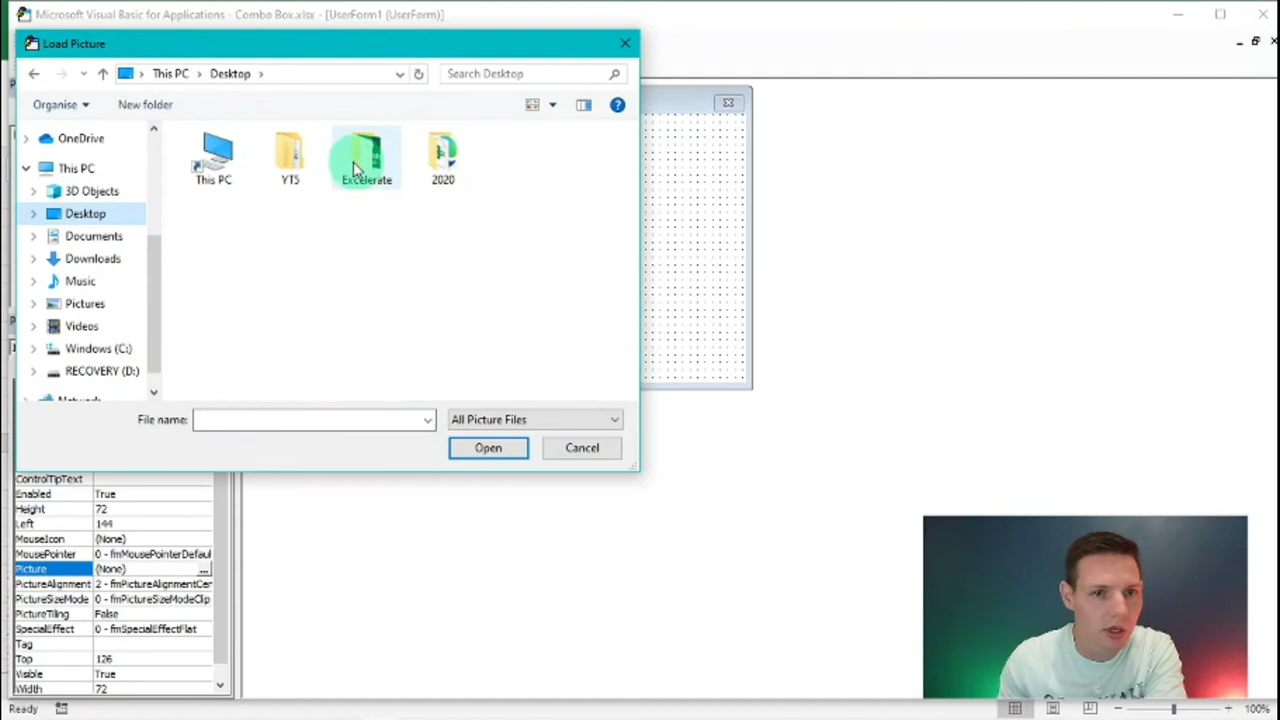 Microsoft Visual Basic for Applications - Combo Box.xlsx - [UserForm1 (UserForm)]
Load Picture
This PC > Desktop >
Search Desktop
Organise
New folder
OneDrive
This PC
3D Objects
Desktop
Documents
Downloads
Music
Pictures
Videos
Windows (C:)
RECOVERY (D:)
This PC
YT5
Excelerate
2020
File name:
All Picture Files
Open
Cancel
ControlTipText
Enabled True
Height 72
Left 144
MouseIcon (None)
MousePointer 0 - fmMousePointerDefaul
Picture (None) ...
PictureAlignment 2 - fmPictureAlignmentCer
PictureSizeMode 0 - fmPictureSizeModeClip
PictureTiling False
SpecialEffect 0 - fmSpecialEffectFlat
Tag
Top 126
Visible True
Width 72
Ready
100%